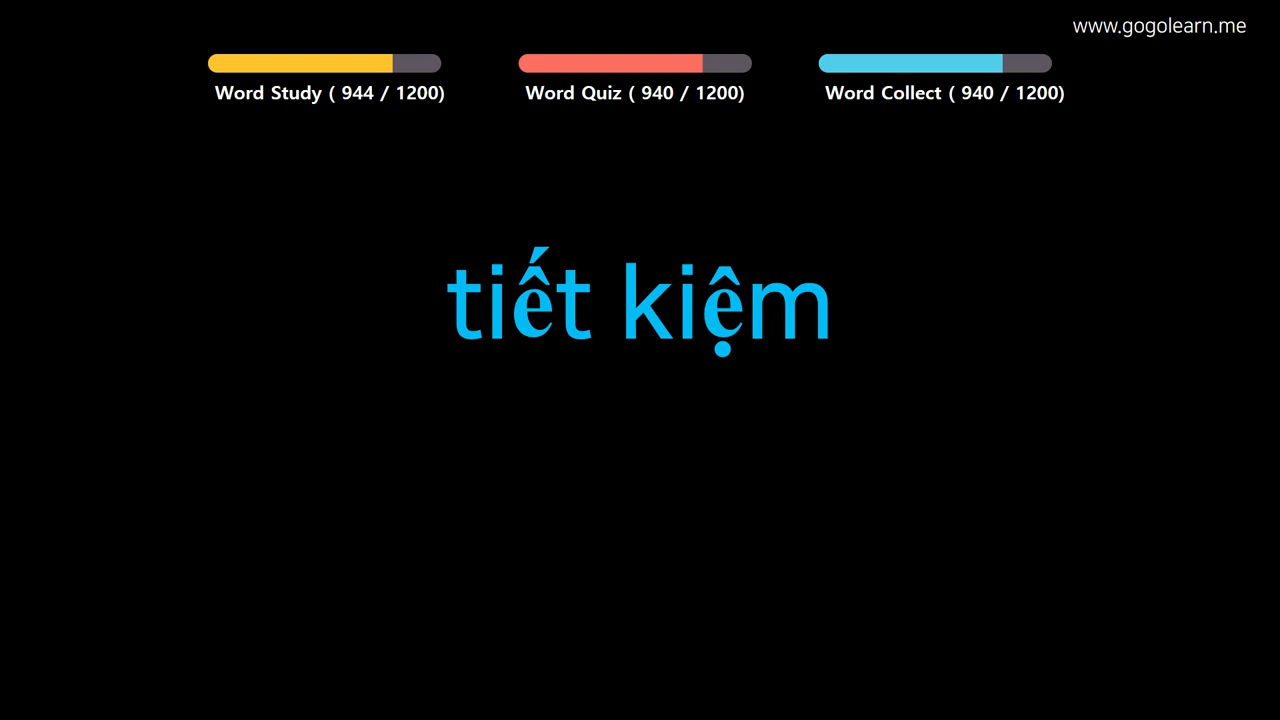 www.gogolearn.me
Word Study ( 944 / 1200)
Word Quiz ( 940 / 1200)
Word Collect ( 940 / 1200)
tiết kiệm